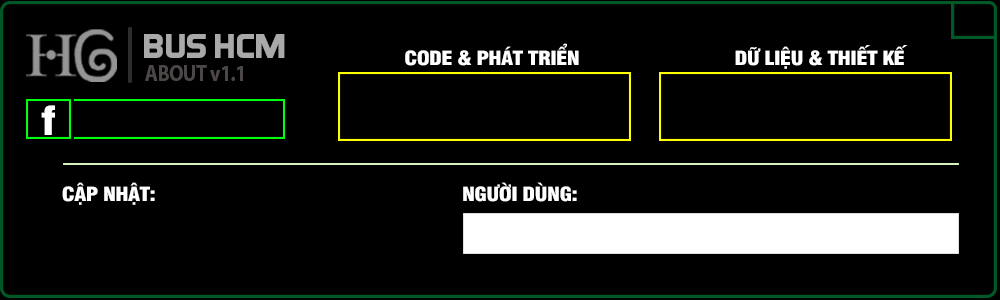 HG
BUS HCM
ABOUT v1.1
f
CODE & PHÁT TRIỂN
DỮ LIỆU & THIẾT KẾ
CẬP NHẬT:
NGƯỜI DÙNG: